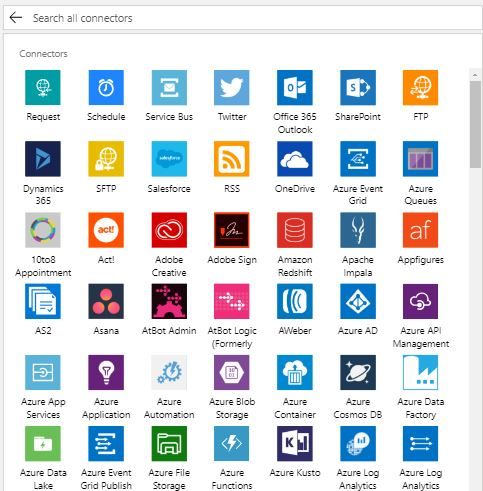 Search all connectors
Connectors
Request Schedule Service Bus Twitter Office 365 SharePoint FTP
Outlook
Dynamics SFTP Salesforce RSS OneDrive Azure Event Azure
365 Grid Queues
10to8 Act! Adobe Adobe Sign Amazon Apache Appfigures
Appointment Creative Redshift Impala
AS2 Asana AtBot Admin AtBot Logic AWeber Azure AD Azure API
(Formerly Management
Azure App Azure Azure Azure Blob Azure Azure Azure Data
Services Application Automation Storage Container Cosmos DB Factory
Azure Data Azure Event Azure File Azure Azure Kusto Azure Log Azure Log
Lake Grid Publish Storage Functions Analytics Analytics